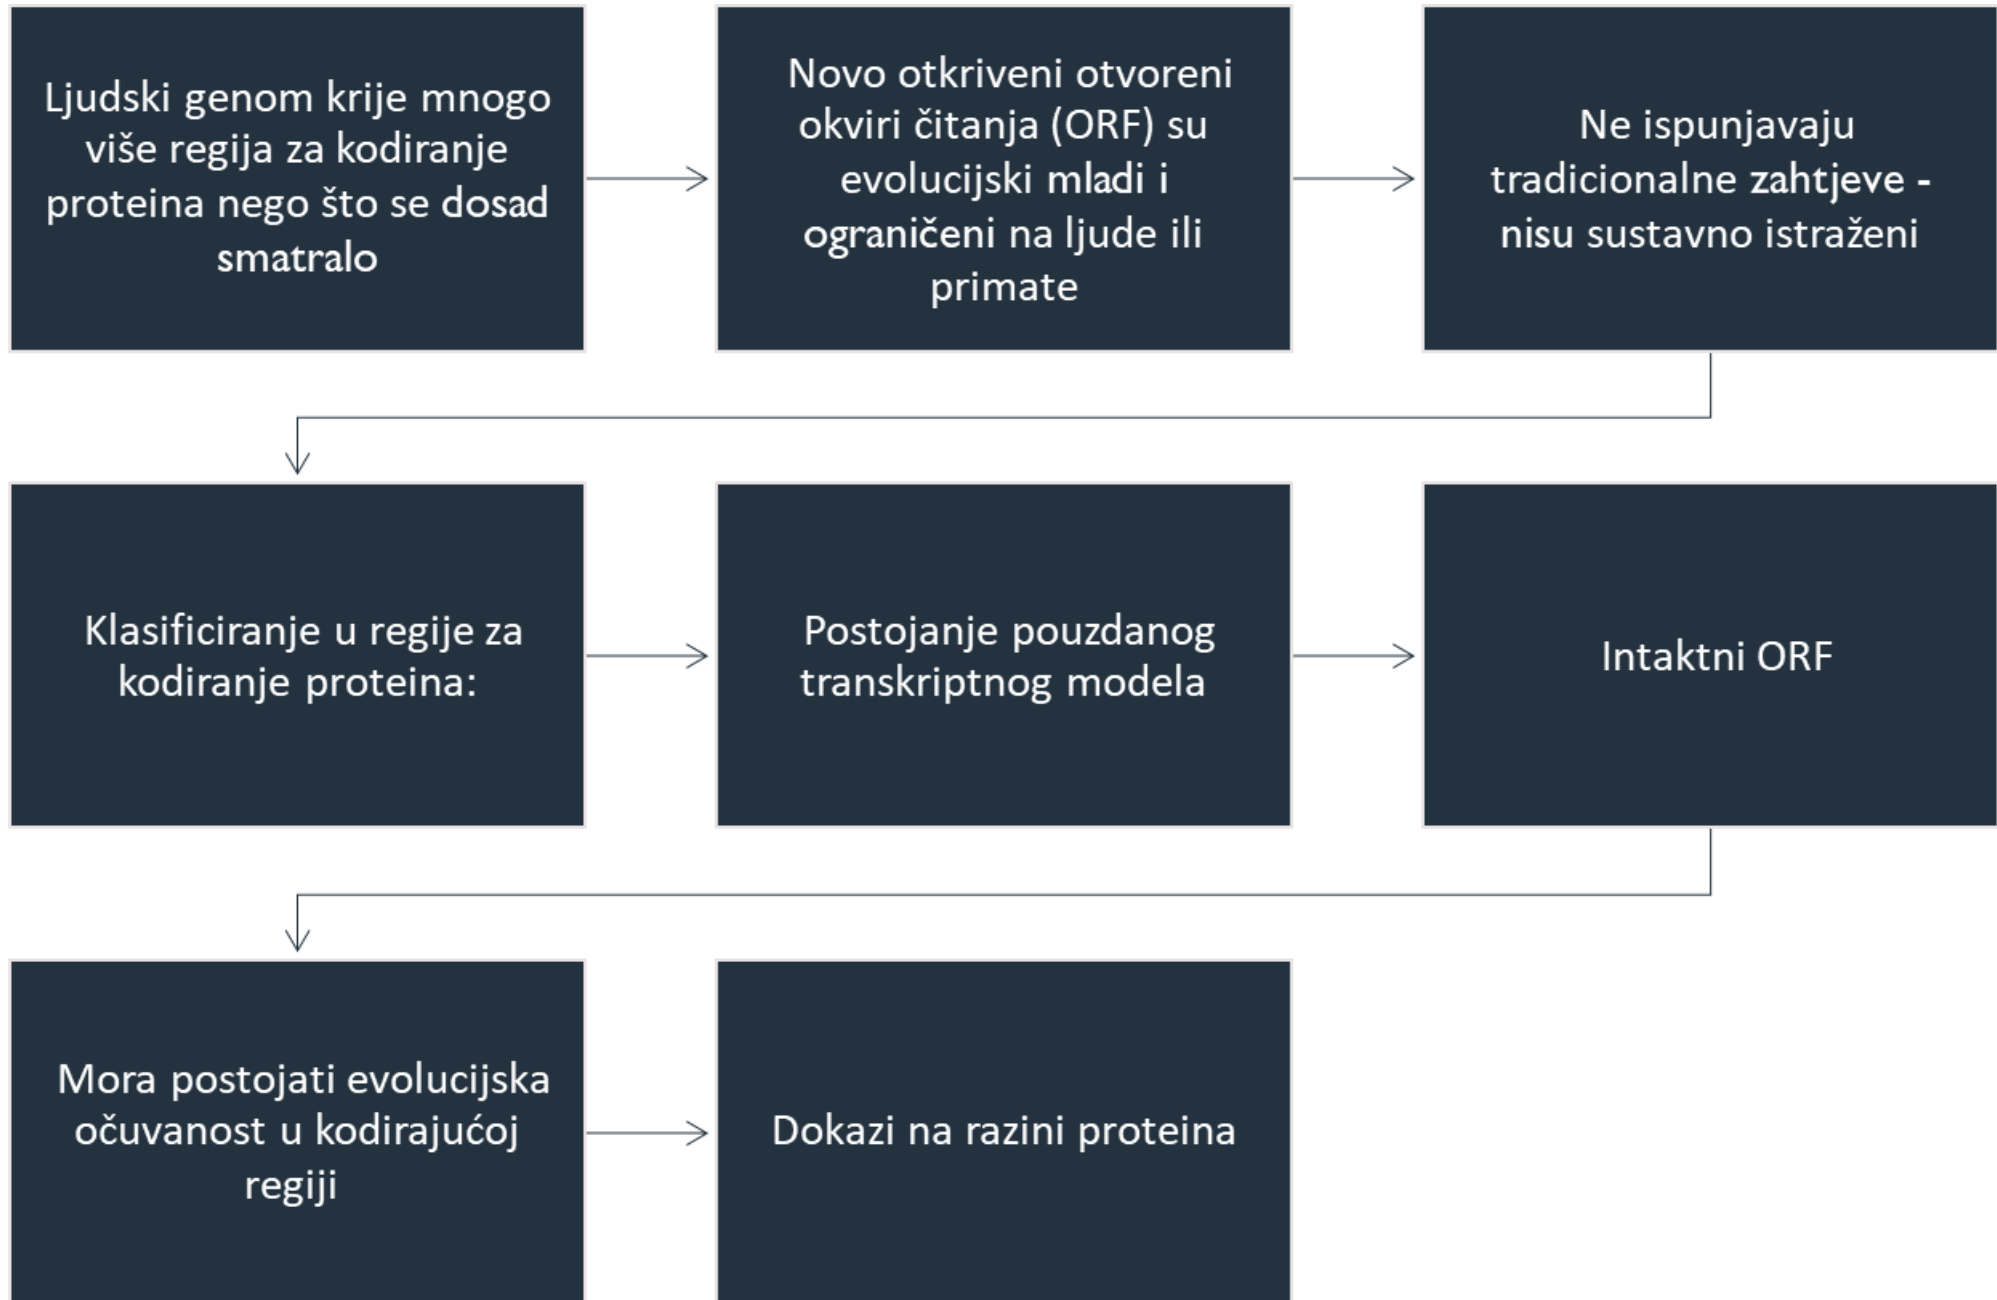 Ljudski genom krije mnogo
više regija za kodiranje
proteina nego što se dosad
smatralo
Novo otkriveni otvoreni
okviri čitanja (ORF) su
evolucijski mladi i
ograničeni na ljude ili
primate
Ne ispunjavaju
tradicionalne zahtjeve -
nisu sustavno istraženi
Klasificiranje u regije za
kodiranje proteina:
Postojanje pouzdanog
transkriptnog modela
Intaktni ORF
Mora postojati evolucijska
očuvanost u kodirajućoj
regiji
Dokazi na razini proteina